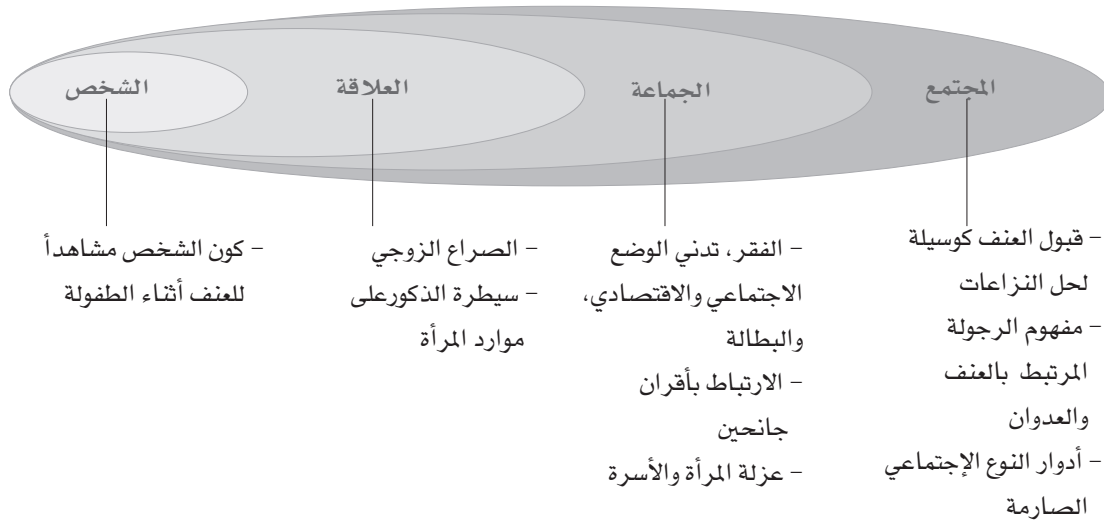 المجتمع
الجماعة
العلاقة
الشخص
– قبول العنف كوسيلة
لحل النزاعات
– مفهوم الرجولة
المرتبط بالعنف
والعدوان
– أدوار النوع الإجتماعي
الصارمة
– الفقر، تدني الوضع
الاجتماعي والاقتصادي،
والبطالة
– الارتباط بأقران
جانحين
– عزلة المرأة والأسرة
– الصراع الزوجي
– سيطرة الذكورعلى
موارد المرأة
– كون الشخص مشاهدأ
للعنف أثناء الطفولة